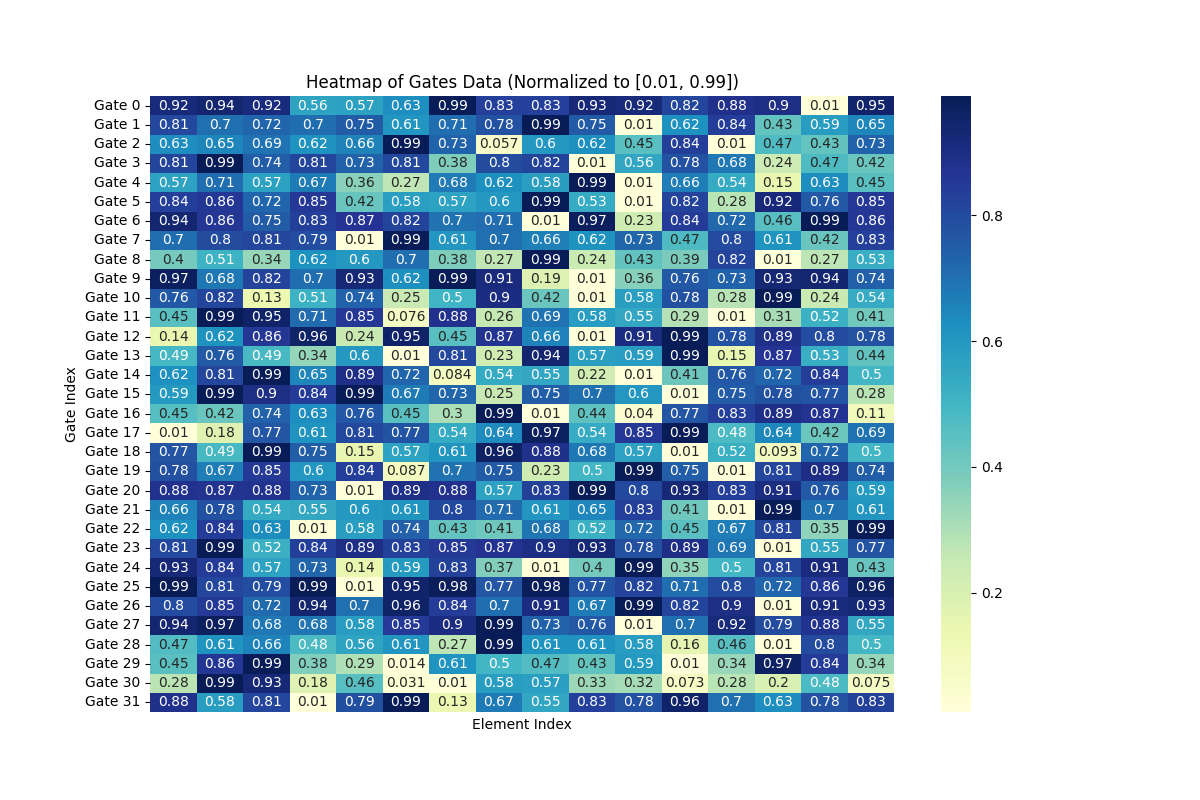 Heatmap of Gates Data (Normalized to [0.01, 0.99])
Gate 0 0.92 0.94 0.92 0.56 0.57 0.63 0.99 0.83 0.83 0.93 0.92 0.82 0.88 0.9 0.01 0.95
Gate 1 0.81 0.7 0.72 0.7 0.75 0.61 0.71 0.78 0.99 0.75 0.01 0.62 0.84 0.43 0.59 0.65
Gate 2 0.63 0.65 0.69 0.62 0.66 0.99 0.73 0.057 0.6 0.62 0.45 0.84 0.01 0.47 0.43 0.73
Gate 3 0.81 0.99 0.74 0.81 0.73 0.81 0.38 0.8 0.82 0.01 0.56 0.78 0.68 0.24 0.47 0.42
Gate 4 0.57 0.71 0.57 0.67 0.36 0.27 0.68 0.62 0.58 0.99 0.01 0.66 0.54 0.15 0.63 0.45
Gate 5 0.84 0.86 0.72 0.85 0.42 0.58 0.57 0.6 0.99 0.53 0.01 0.82 0.28 0.92 0.76 0.85
Gate 6 0.94 0.86 0.75 0.83 0.87 0.82 0.7 0.71 0.01 0.97 0.23 0.84 0.72 0.46 0.99 0.86
Gate 7 0.7 0.8 0.81 0.79 0.01 0.99 0.61 0.7 0.66 0.62 0.73 0.47 0.8 0.61 0.42 0.83
Gate 8 0.4 0.51 0.34 0.62 0.6 0.7 0.38 0.27 0.99 0.24 0.43 0.39 0.82 0.01 0.27 0.53
Gate 9 0.97 0.68 0.82 0.7 0.93 0.62 0.99 0.91 0.19 0.01 0.36 0.76 0.73 0.93 0.94 0.74
Gate 10 0.76 0.82 0.13 0.51 0.74 0.25 0.5 0.9 0.42 0.01 0.58 0.78 0.28 0.99 0.24 0.54
Gate 11 0.45 0.99 0.95 0.71 0.85 0.076 0.88 0.26 0.69 0.58 0.55 0.29 0.01 0.31 0.52 0.41
Gate 12 0.14 0.62 0.86 0.96 0.24 0.95 0.45 0.87 0.66 0.01 0.91 0.99 0.78 0.89 0.8 0.78
Gate 13 0.49 0.76 0.49 0.34 0.6 0.01 0.81 0.23 0.94 0.57 0.59 0.99 0.15 0.87 0.53 0.44
Gate 14 0.62 0.81 0.99 0.65 0.89 0.72 0.084 0.54 0.55 0.22 0.01 0.41 0.76 0.72 0.84 0.5
Gate 15 0.59 0.99 0.9 0.84 0.99 0.67 0.73 0.25 0.75 0.7 0.6 0.01 0.75 0.78 0.77 0.28
Gate 16 0.45 0.42 0.74 0.63 0.76 0.45 0.3 0.99 0.01 0.44 0.04 0.77 0.83 0.89 0.87 0.11
Gate 17 0.01 0.18 0.77 0.61 0.81 0.77 0.54 0.64 0.97 0.54 0.85 0.99 0.48 0.64 0.42 0.69
Gate 18 0.77 0.49 0.99 0.75 0.15 0.57 0.61 0.96 0.88 0.68 0.57 0.01 0.52 0.093 0.72 0.5
Gate 19 0.78 0.67 0.85 0.6 0.84 0.087 0.7 0.75 0.23 0.5 0.99 0.75 0.01 0.81 0.89 0.74
Gate 20 0.88 0.87 0.88 0.73 0.01 0.89 0.88 0.57 0.83 0.99 0.8 0.93 0.83 0.91 0.76 0.59
Gate 21 0.66 0.78 0.54 0.55 0.6 0.61 0.8 0.71 0.61 0.65 0.83 0.41 0.01 0.99 0.7 0.61
Gate 22 0.62 0.84 0.63 0.01 0.58 0.74 0.43 0.41 0.68 0.52 0.72 0.45 0.67 0.81 0.35 0.99
Gate 23 0.81 0.99 0.52 0.84 0.89 0.83 0.85 0.87 0.9 0.93 0.78 0.89 0.69 0.01 0.55 0.77
Gate 24 0.93 0.84 0.57 0.73 0.14 0.59 0.83 0.37 0.01 0.4 0.99 0.35 0.5 0.81 0.91 0.43
Gate 25 0.99 0.81 0.79 0.99 0.01 0.95 0.98 0.77 0.98 0.77 0.82 0.71 0.8 0.72 0.86 0.96
Gate 26 0.8 0.85 0.72 0.94 0.7 0.96 0.84 0.7 0.91 0.67 0.99 0.82 0.9 0.01 0.91 0.93
Gate 27 0.94 0.97 0.68 0.68 0.58 0.85 0.9 0.99 0.73 0.76 0.01 0.7 0.92 0.79 0.88 0.55
Gate 28 0.47 0.61 0.66 0.48 0.56 0.61 0.27 0.99 0.61 0.61 0.58 0.16 0.46 0.01 0.8 0.5
Gate 29 0.45 0.86 0.99 0.38 0.29 0.014 0.61 0.5 0.47 0.43 0.59 0.01 0.34 0.97 0.84 0.34
Gate 30 0.28 0.99 0.93 0.18 0.46 0.031 0.01 0.58 0.57 0.33 0.32 0.073 0.28 0.2 0.48 0.075
Gate 31 0.88 0.58 0.81 0.01 0.79 0.99 0.13 0.67 0.55 0.83 0.78 0.96 0.7 0.63 0.78 0.83
Gate Index
Element Index
0.8
0.6
0.4
0.2